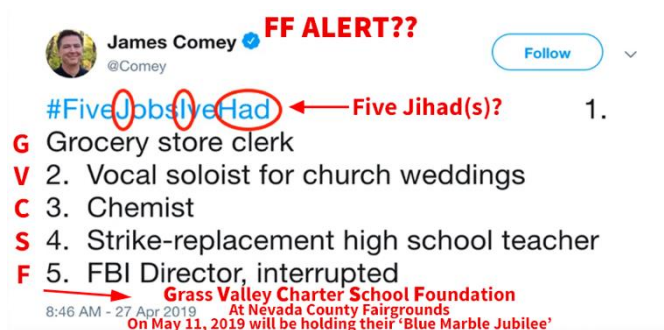 FF ALERT??
James Comey
@Comey
Follow
#FiveJobsIveHad Five Jihad(s)? 1.
G Grocery store clerk
V 2. Vocal soloist for church weddings
C 3. Chemist
S 4. Strike-replacement high school teacher
F 5. FBI Director, interrupted
Grass Valley Charter School Foundation
8:46 AM - 27 Apr 2019 At Nevada County Fairgrounds
On May 11, 2019 will be holding their ‘Blue Marble Jubilee’